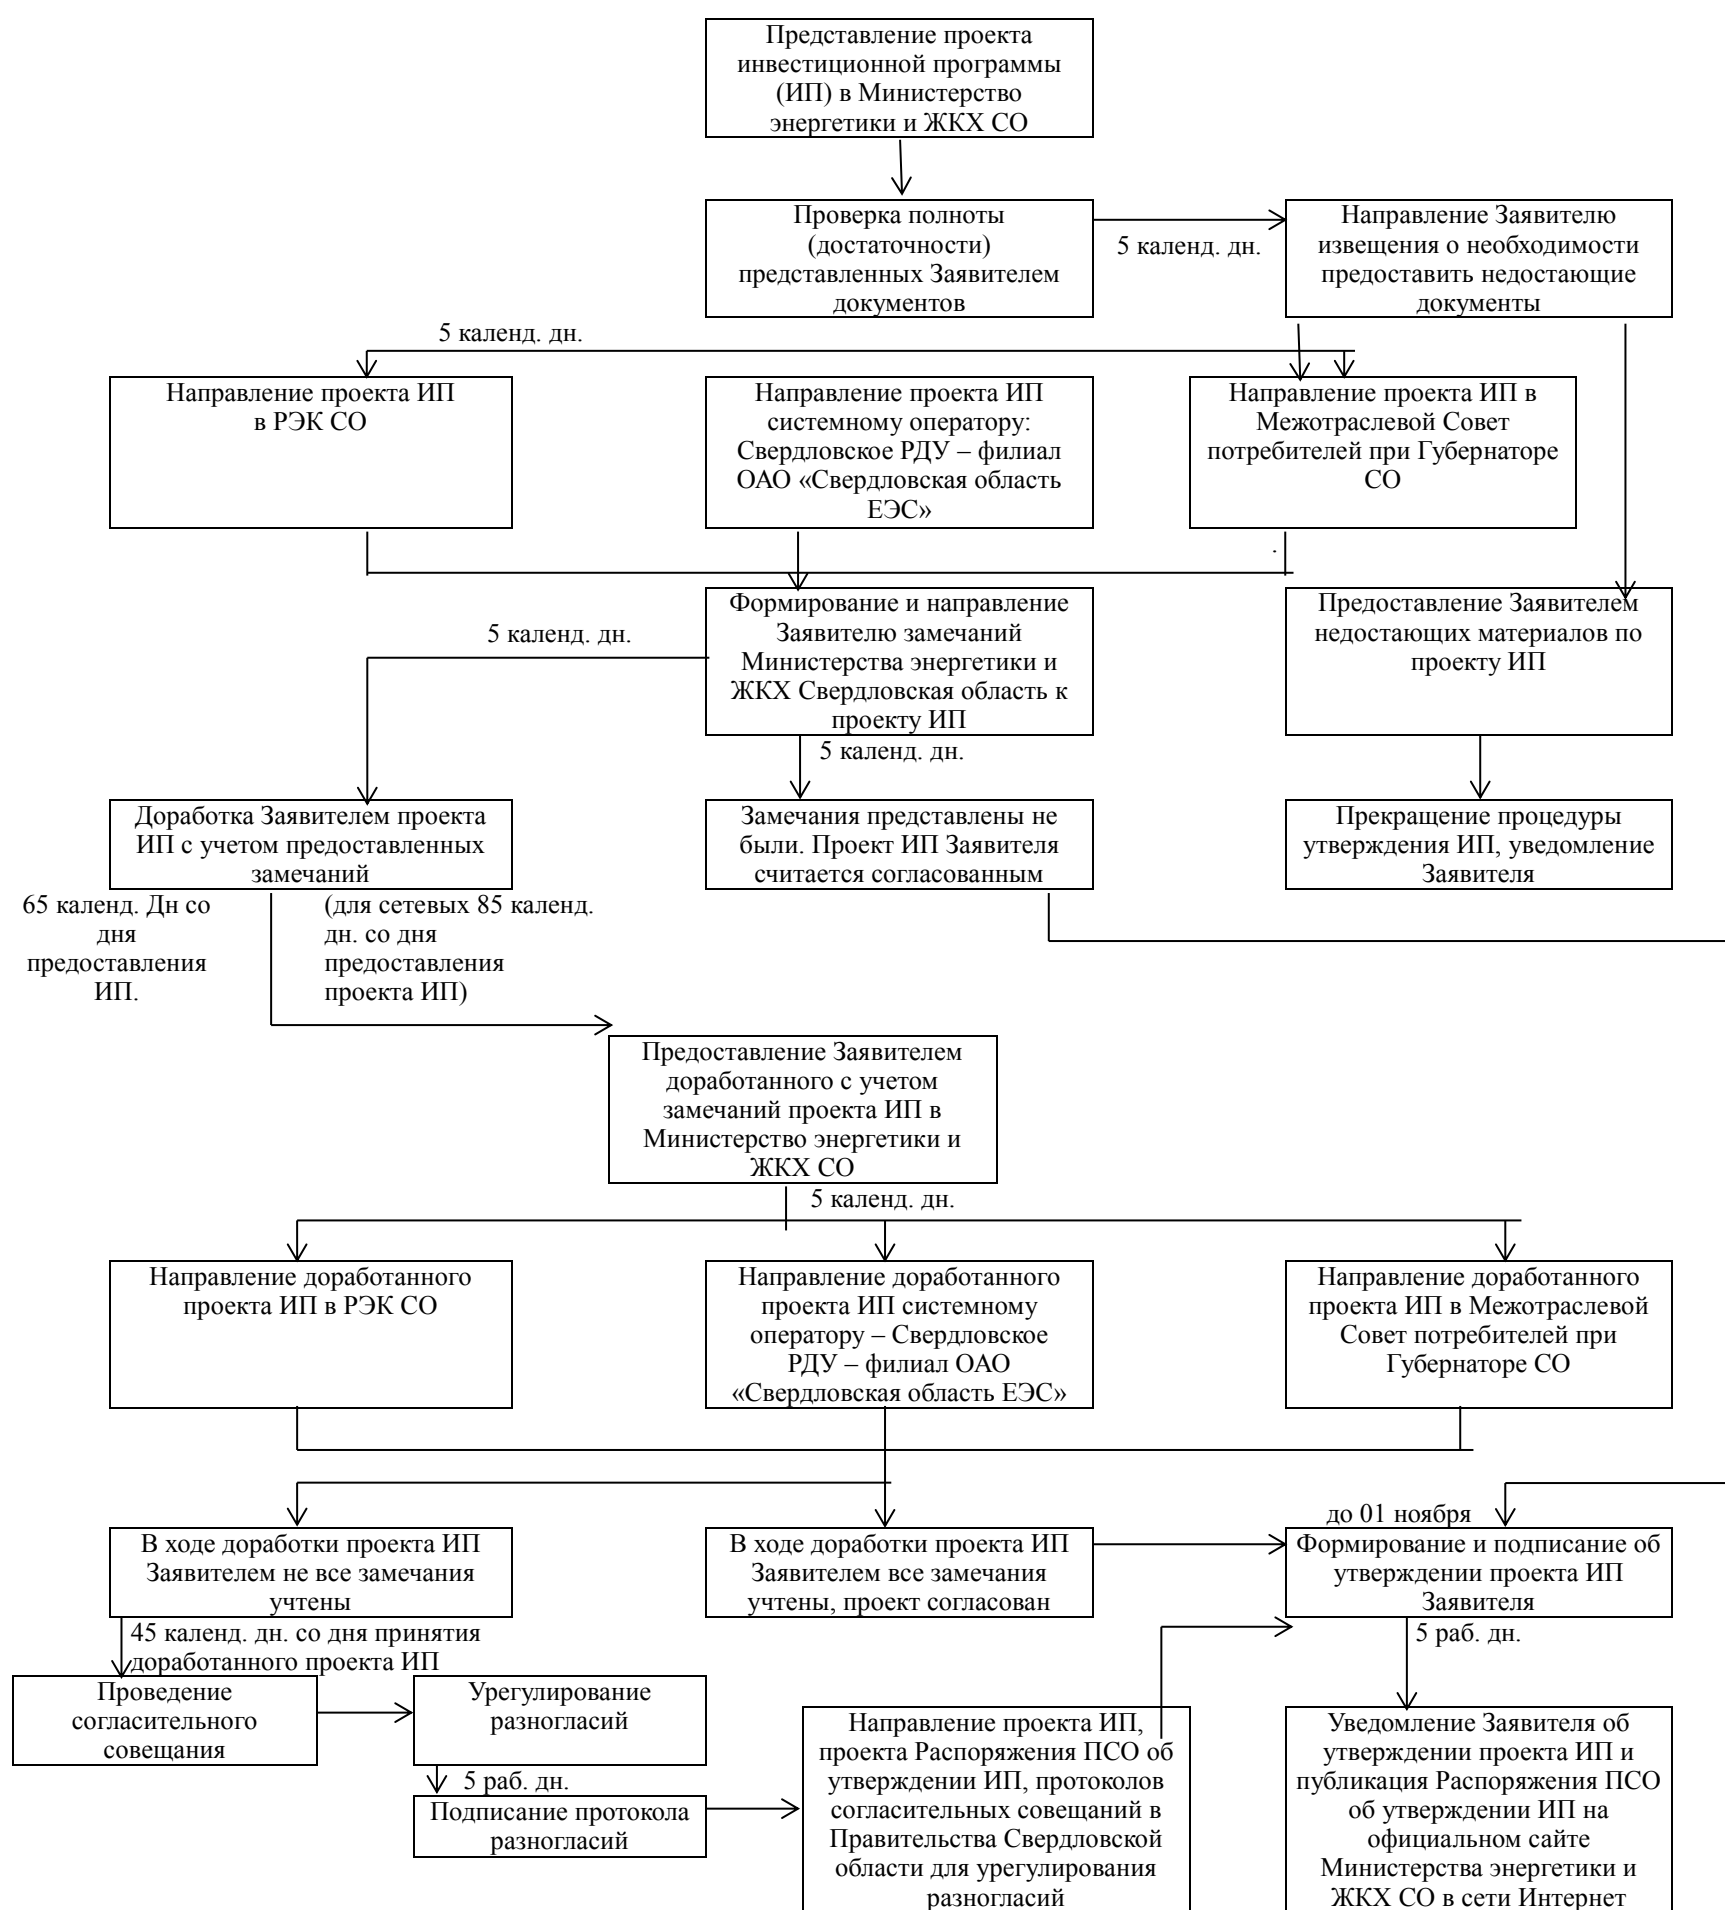 Представление проекта
инвестиционной программы
(ИП) в Министерство
энергетики и ЖКХ СО
Проверка полноты
(достаточности)
представленных Заявителем
документов
5 календ. дн.
Направление Заявителю
извещения о необходимости
предоставить недостающие
документы
5 календ. дн.
Направление проекта ИП
в РЭК СО
Направление проекта ИП
системному оператору:
Свердловское РДУ – филиал
ОАО «Свердловская область
ЕЭС»
Направление проекта ИП в
Межотраслевой Совет
потребителей при Губернаторе
СО
.
5 календ. дн.
Формирование и направление
Заявителю замечаний
Министерства энергетики и
ЖКХ Свердловская область к
проекту ИП
Предоставление Заявителем
недостающих материалов по
проекту ИП
5 календ. дн.
Доработка Заявителем проекта
ИП с учетом предоставленных
замечаний
Замечания представлены не
были. Проект ИП Заявителя
считается согласованным
Прекращение процедуры
утверждения ИП, уведомление
Заявителя
65 календ. Дн со
дня
предоставления
ИП.
(для сетевых 85 календ.
дн. со дня
предоставления
проекта ИП)
Предоставление Заявителем
доработанного с учетом
замечаний проекта ИП в
Министерство энергетики и
ЖКХ СО
5 календ. дн.
Направление доработанного
проекта ИП в РЭК СО
Направление доработанного
проекта ИП системному
оператору – Свердловское
РДУ – филиал ОАО
«Свердловская область ЕЭС»
Направление доработанного
проекта ИП в Межотраслевой
Совет потребителей при
Губернаторе СО
до 01 ноября
В ходе доработки проекта ИП
Заявителем не все замечания
учтены
В ходе доработки проекта ИП
Заявителем все замечания
учтены, проект согласован
Формирование и подписание об
утверждении проекта ИП
Заявителя
45 календ. дн. со дня принятия
доработанного проекта ИП
5 раб. дн.
Проведение
согласительного
совещания
Урегулирование
разногласий
5 раб. дн.
Подписание протокола
разногласий
Направление проекта ИП,
проекта Распоряжения ПСО об
утверждении ИП, протоколов
согласительных совещаний в
Правительства Свердловской
области для урегулирования
разногласий
Уведомление Заявителя об
утверждении проекта ИП и
публикация Распоряжения ПСО
об утверждении ИП на
официальном сайте
Министерства энергетики и
ЖКХ СО в сети Интернет